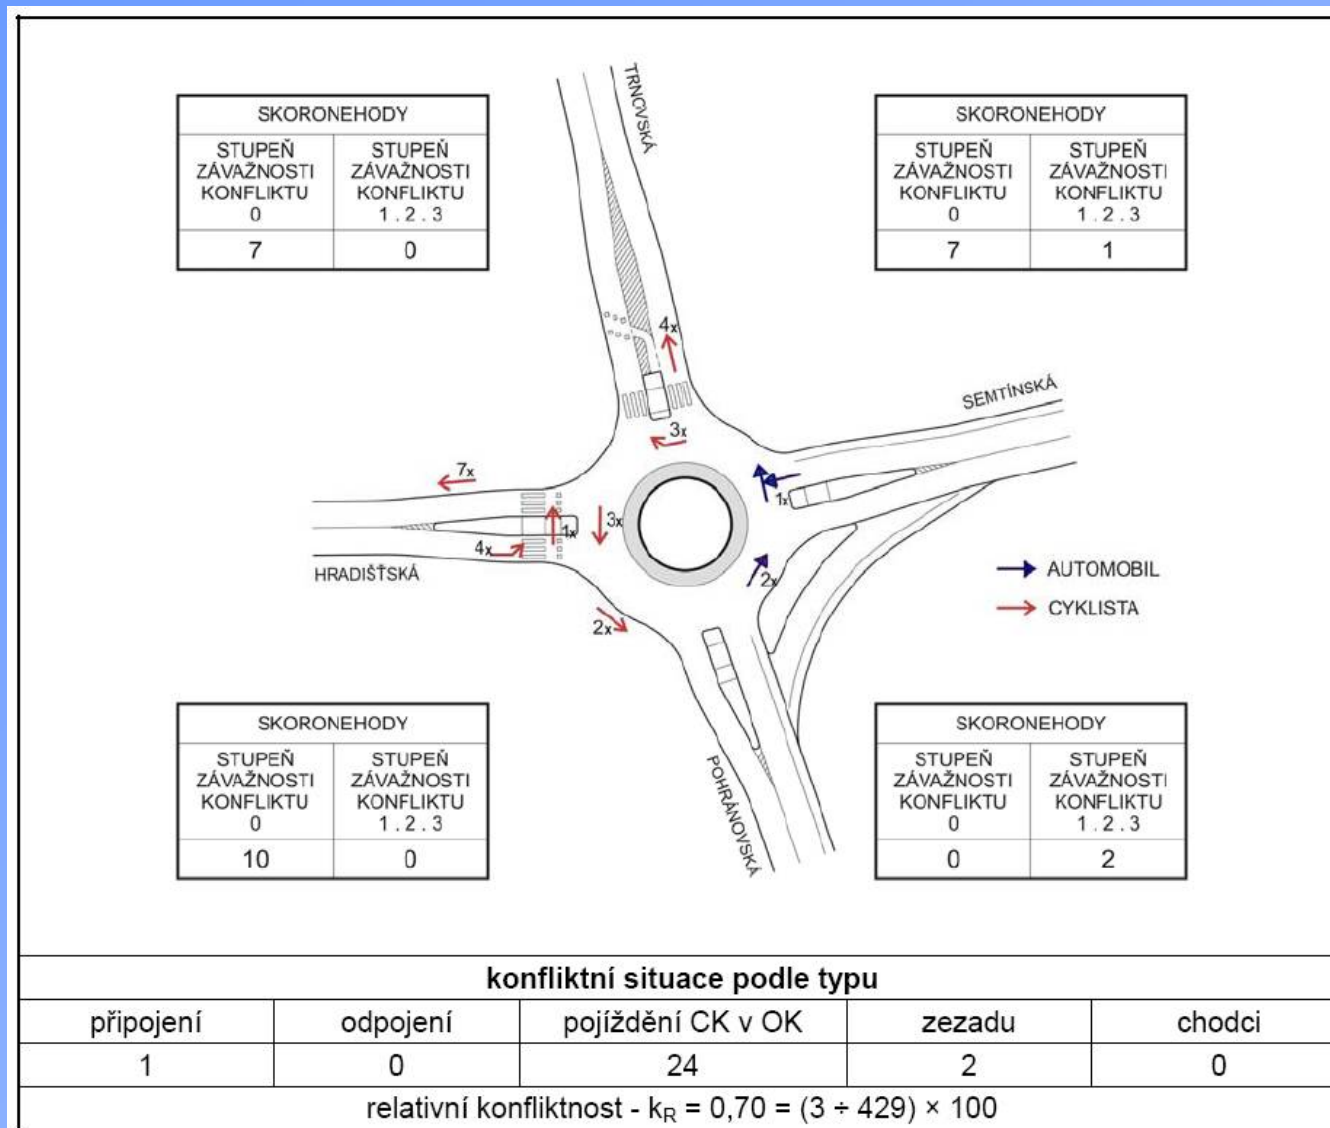 TRNOVSKÁ
SKORONEHODY
STUPEŇ ZÁVAŽNOSTI KONFLIKTU 0
STUPEŇ ZÁVAŽNOSTI KONFLIKTU 1 . 2 . 3
7
0
SKORONEHODY
STUPEŇ ZÁVAŽNOSTI KONFLIKTU 0
STUPEŇ ZÁVAŽNOSTI KONFLIKTU 1 . 2 . 3
7
1
4x
SEMTÍNSKÁ
3x
7x
1x
3x
1x
4x
HRADIŠŤSKÁ
2x
2x
AUTOMOBIL
CYKLISTA
POHRÁNOVSKÁ
SKORONEHODY
STUPEŇ ZÁVAŽNOSTI KONFLIKTU 0
STUPEŇ ZÁVAŽNOSTI KONFLIKTU 1 . 2 . 3
10
0
SKORONEHODY
STUPEŇ ZÁVAŽNOSTI KONFLIKTU 0
STUPEŇ ZÁVAŽNOSTI KONFLIKTU 1 . 2 . 3
0
2
konfliktní situace podle typu
připojení odpojení pojíždění CK v OK zezadu chodci
1 0 24 2 0
relativní konfliktnost - kR = 0,70 = (3 ÷ 429) × 100